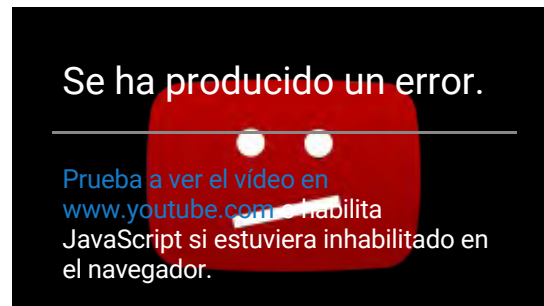 Se ha producido un error.
Prueba a ver el vídeo en
www.youtube.com o habilita
JavaScript si estuviera inhabilitado en
el navegador.